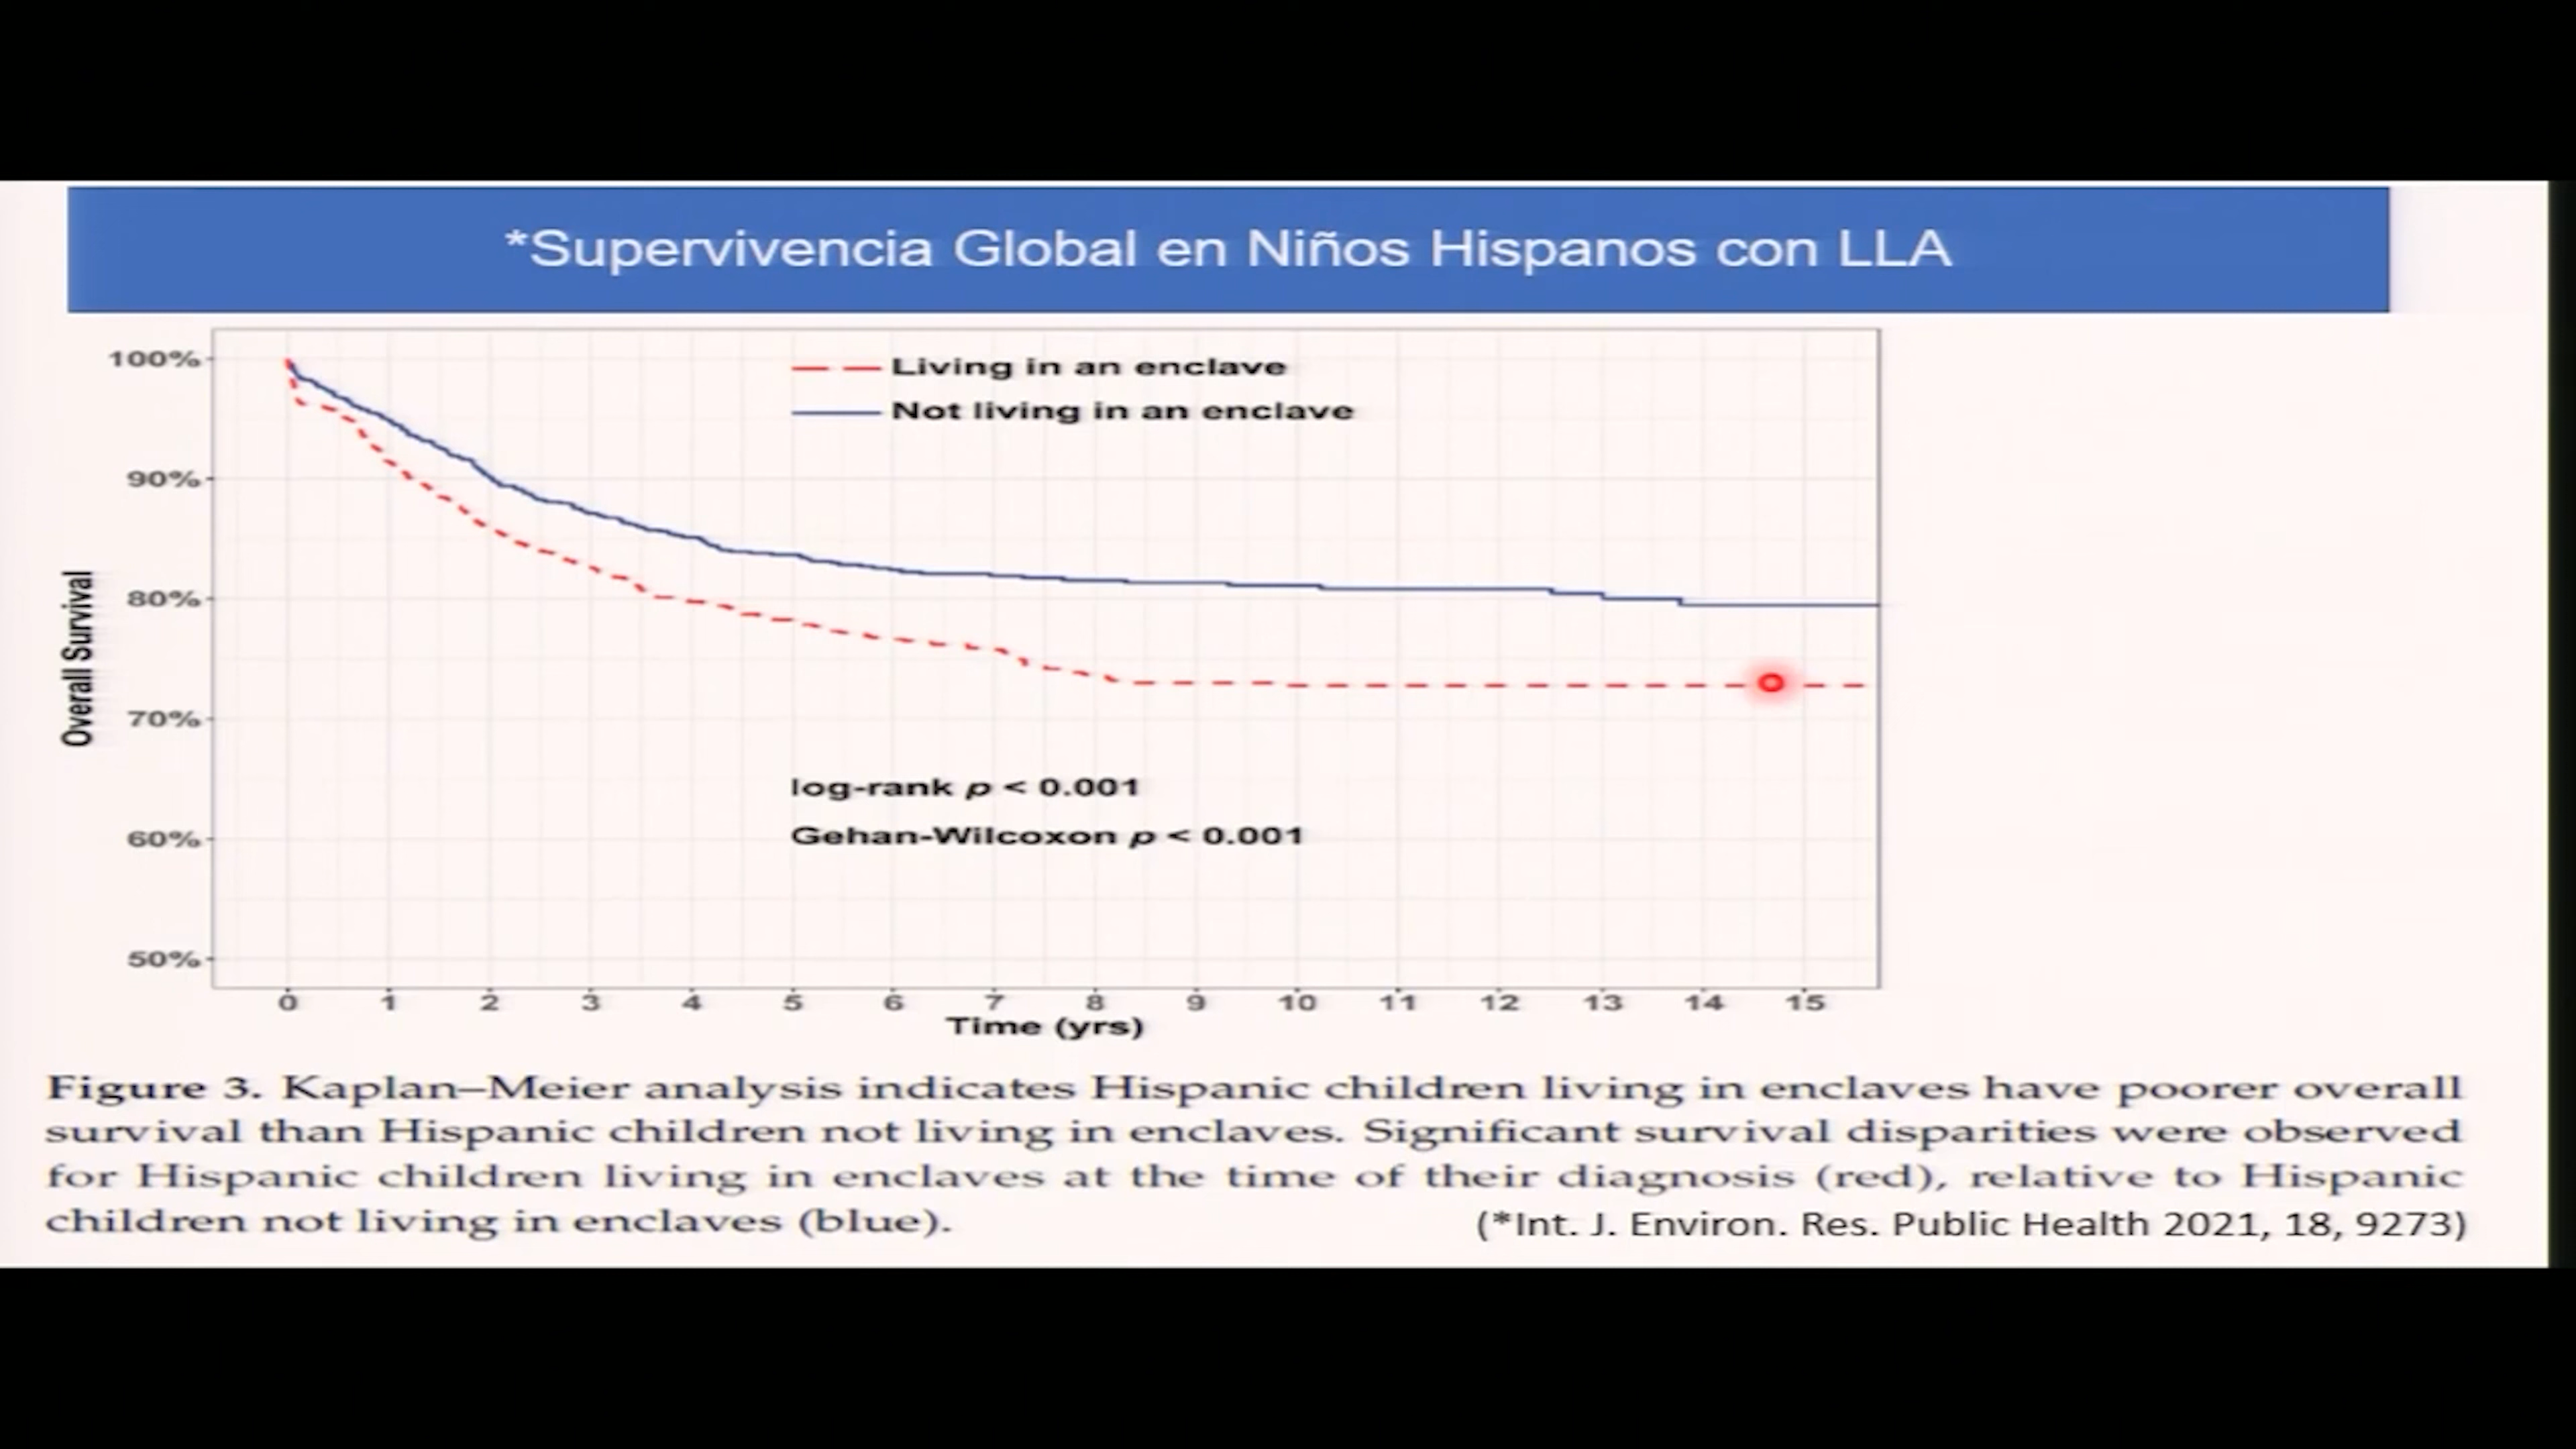 *Supervivencia Global en Niños Hispanos con LLA
Living in an enclave
Not living in an enclave
100%
90%
80%
70%
60%
50%
Overall Survival
log-rank p < 0.001
Gehan-Wilcoxon p < 0.001
0 1 2 3 4 5 6 7 8 9 10 11 12 13 14 15
Time (yrs)
Figure 3. Kaplan–Meier analysis indicates Hispanic children living in enclaves have poorer overall
survival than Hispanic children not living in enclaves. Significant survival disparities were observed
for Hispanic children living in enclaves at the time of their diagnosis (red), relative to Hispanic
children not living in enclaves (blue).
(*Int. J. Environ. Res. Public Health 2021, 18, 9273)